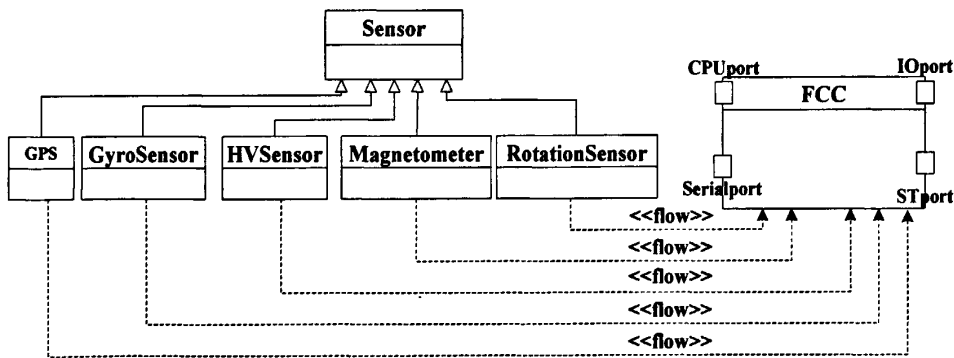 Sensor
CPUport
IOport
FCC
GPS
GyroSensor
HVSensor
Magnetometer
RotationSensor
Serialport
STport
<<flow>>
<<flow>>
<<flow>>
<<flow>>
<<flow>>